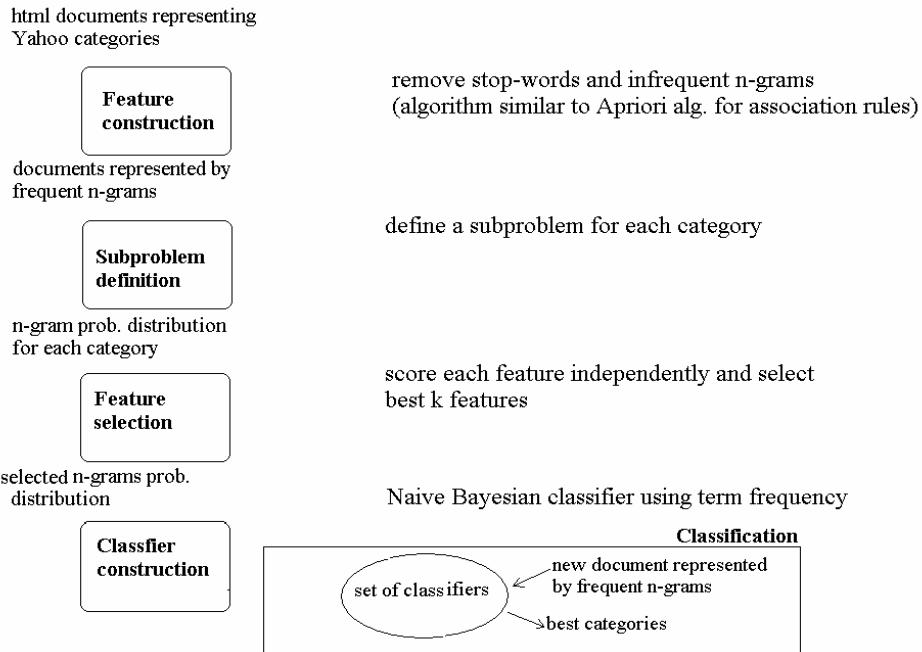 html documents representing
Yahoo categories
Feature
construction
remove stop-words and infrequent n-grams
(algorithm similar to Apriori alg. for association rules)
documents represented by
frequent n-grams
Subproblem
definition
define a subproblem for each category
n-gram prob. distribution
for each category
Feature
selection
score each feature independently and select
best k features
selected n-grams prob.
distribution
Naive Bayesian classifier using term frequency
Classfier
construction
Classification
set of classifiers
new document represented
by frequent n-grams
best categories